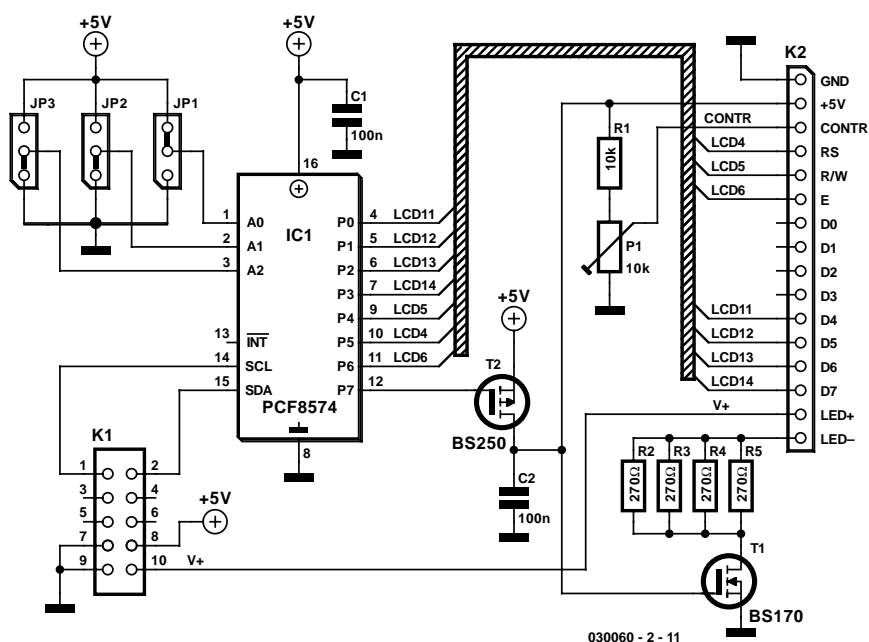 +5V
+5V
JP3
JP2
JP1
C1
100n
16
IC1
PCF8574
1
A0
2
A1
3
A2
13
INT
14
SCL
15
SDA
8
P0
4
LCD11
P1
5
LCD12
P2
6
LCD13
P3
7
LCD14
P4
9
LCD5
P5
10
LCD4
P6
11
LCD6
P7
12
+5V
T2
BS250
C2
100n
R1
10k
P1
10k
K2
GND
+5V
CONTR
CONTR
LCD4
RS
LCD5
R/W
LCD6
E
D0
D1
D2
D3
LCD11
D4
LCD12
D5
LCD13
D6
LCD14
D7
V+
LED+
LED–
R2
R3
R4
R5
270Ω
270Ω
270Ω
270Ω
T1
BS170
K1
1
2
3
4
5
6
7
8
9
10
+5V
V+
030060 - 2 - 11